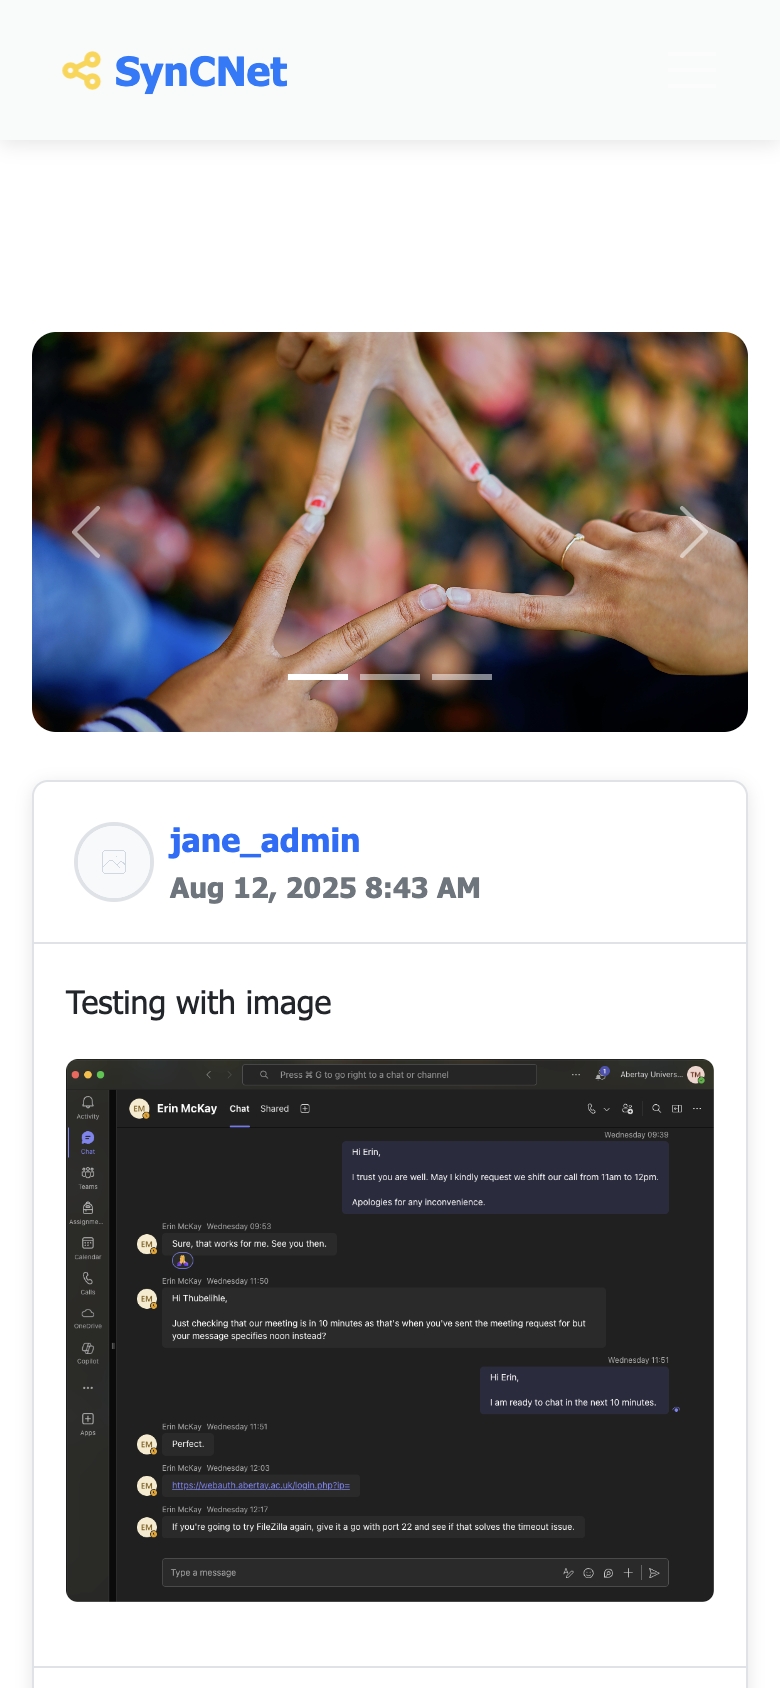 SynCNet
jane_admin
Aug 12, 2025 8:43 AM
Testing with image
Press ⌘ G to go right to a chat or channel
Abertay Univers...
TM
1
Activity
Chat
Teams
Assignme...
Calendar
Calls
OneDrive
Copilot
Apps
EM
Erin McKay
Chat
Shared
Wednesday 09:39
Hi Erin,
I trust you are well. May I kindly request we shift our call from 11am to 12pm.
Apologies for any inconvenience.
Erin McKay Wednesday 09:53
EM
Sure, that works for me. See you then.
Erin McKay Wednesday 11:50
EM
Hi Thubelihle,
Just checking that our meeting is in 10 minutes as that's when you've sent the meeting request for but
your message specifies noon instead?
Wednesday 11:51
Hi Erin,
I am ready to chat in the next 10 minutes.
Erin McKay Wednesday 11:51
EM
Perfect.
Erin McKay Wednesday 12:03
EM
https://webauth.abertay.ac.uk/login.php?ip=
Erin McKay Wednesday 12:17
EM
If you're going to try FileZilla again, give it a go with port 22 and see if that solves the timeout issue.
Type a message